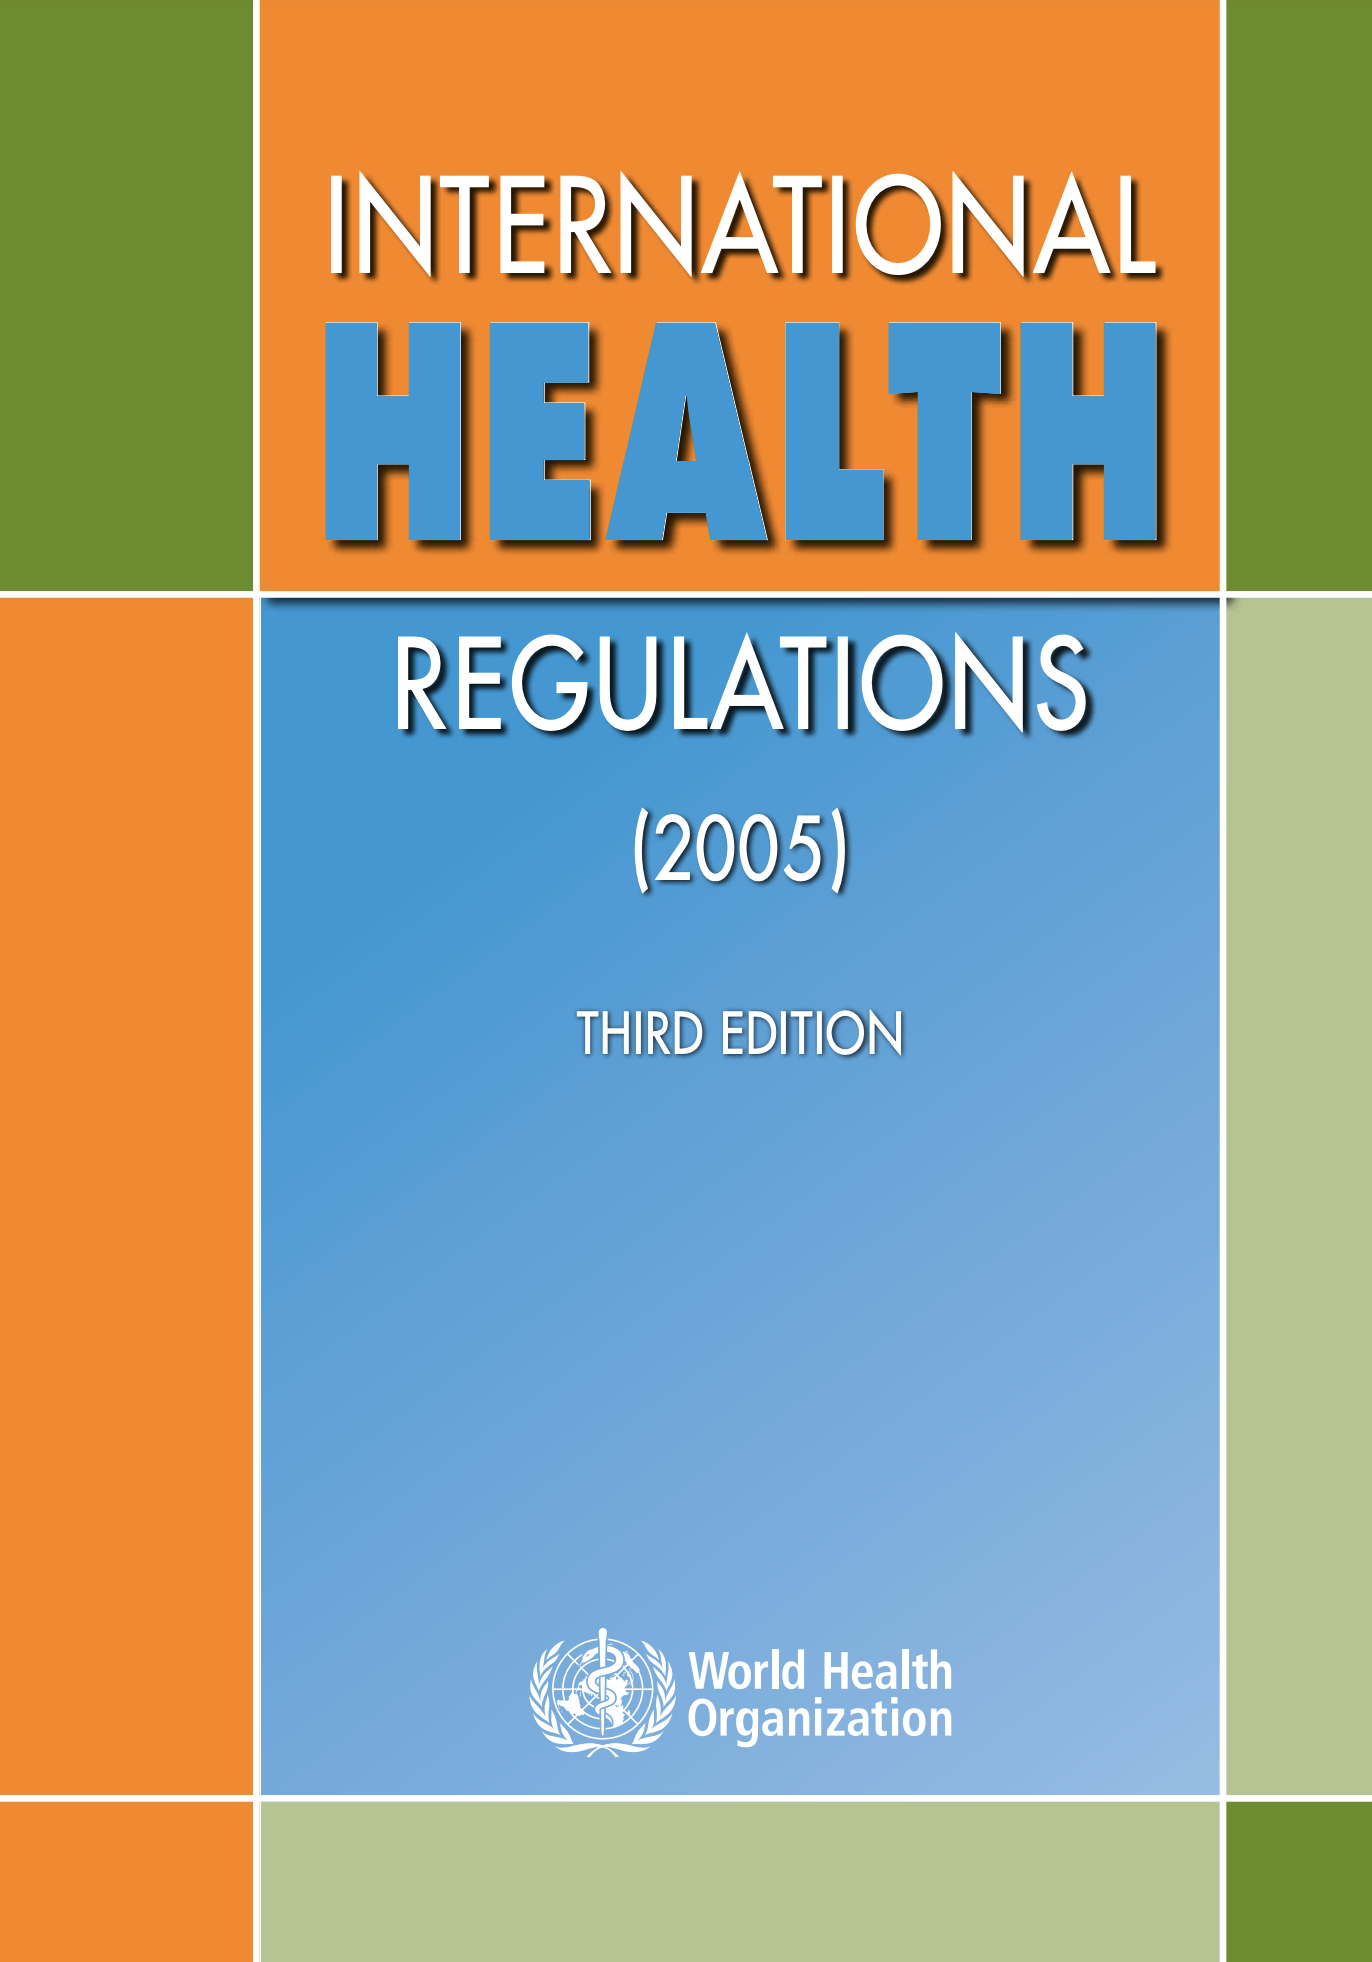 INTERNATIONAL
HEALTH
REGULATIONS
(2005)
THIRD EDITION
World Health
Organization